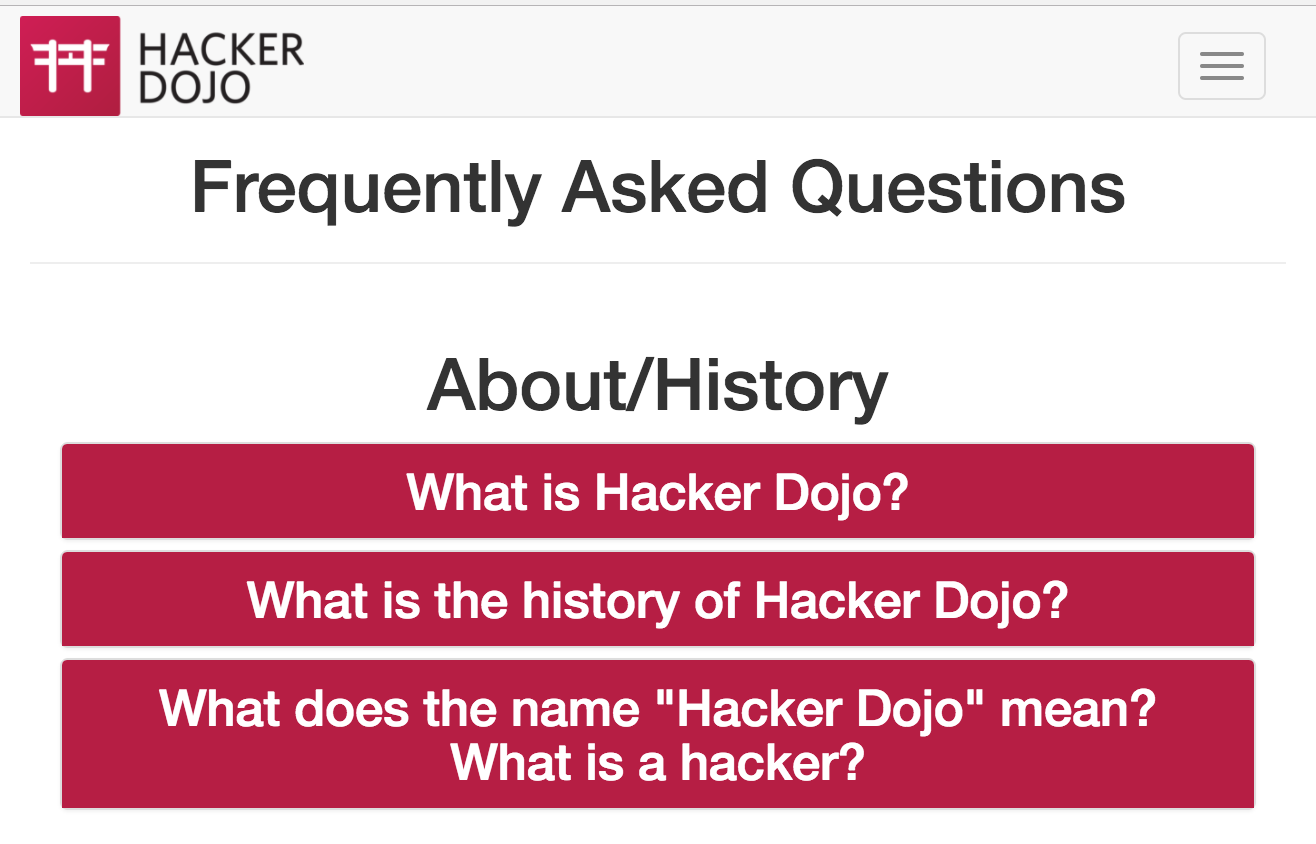 HACKER
DOJO
Frequently Asked Questions
About/History
What is Hacker Dojo?
What is the history of Hacker Dojo?
What does the name "Hacker Dojo" mean?
What is a hacker?